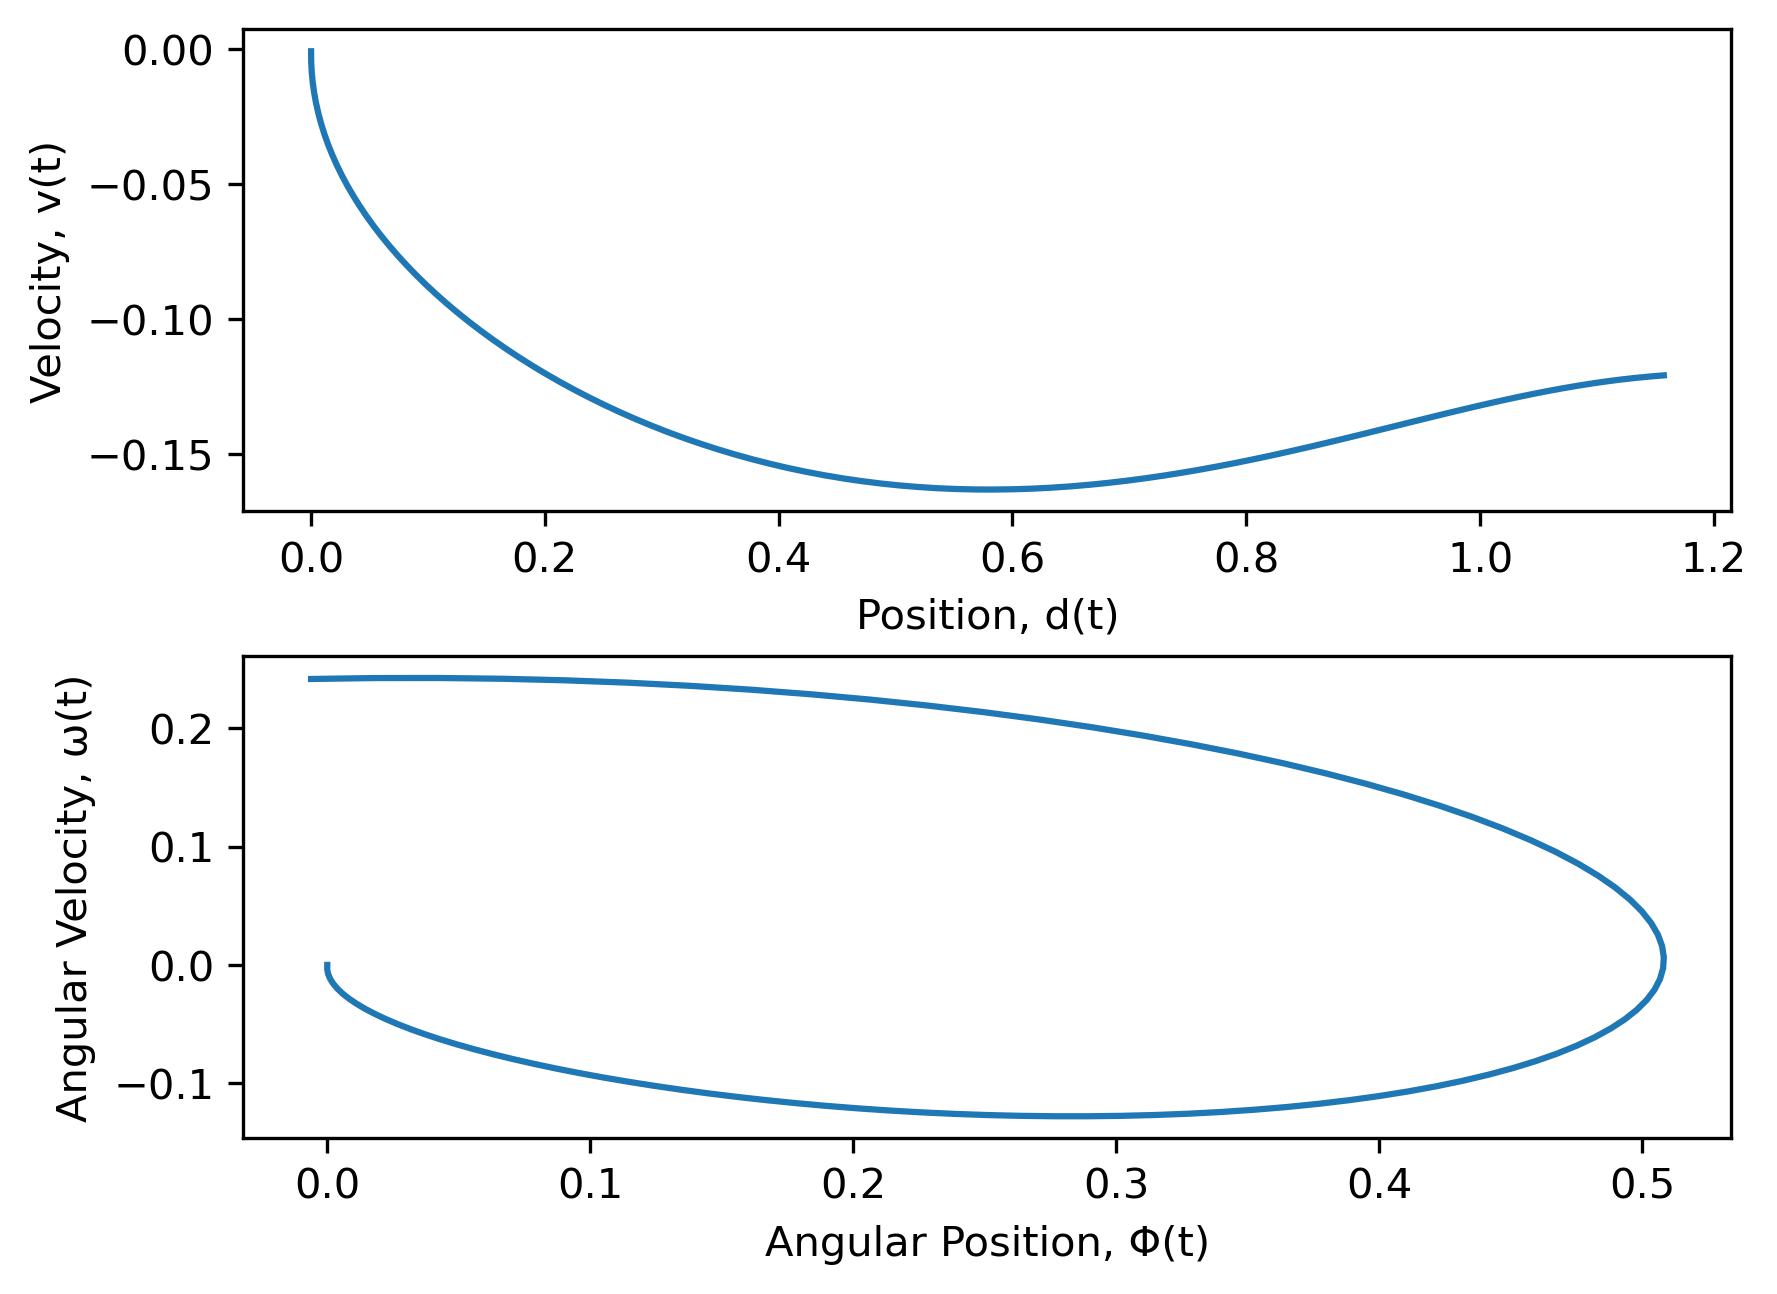 0.00
−0.05
−0.10
−0.15
Velocity, v(t)
0.0 0.2 0.4 0.6 0.8 1.0 1.2
Position, d(t)
0.2
0.1
0.0
−0.1
Angular Velocity, ω(t)
0.0 0.1 0.2 0.3 0.4 0.5
Angular Position, Φ(t)